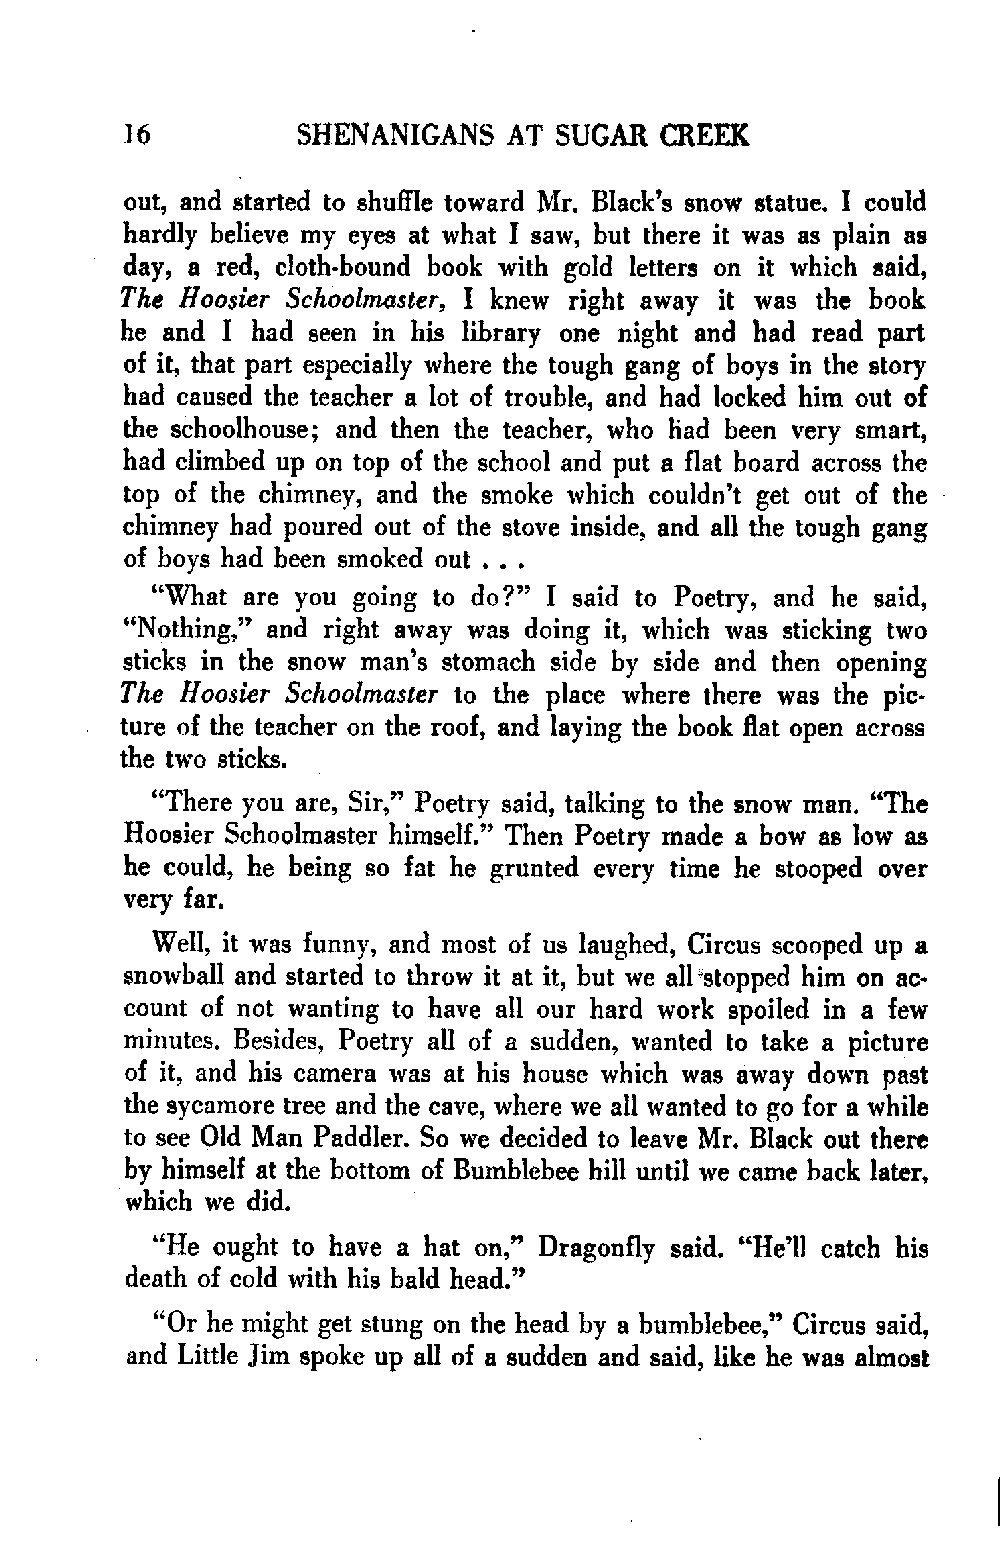 16 SHENANIGANS AT SUGAR CREEK
out, and started to shuffle toward Mr. Black's snow statue. I could
hardly believe my eyes at what I saw, but there it was as plain as
day, a red, cloth-bound book with gold letters on it which said,
The Hoosier Schoolmaster, I knew right away it was the book
he and I had seen in his library one night and had read part
of it, that part especially where the tough gang of boys in the story
had caused the teacher a lot of trouble, and had locked him out of
the schoolhouse; and then the teacher, who had been very smart,
had climbed up on top of the school and put a flat board across the
top of the chimney, and the smoke which couldn't get out of the
chimney had poured out of the stove inside, and all the tough gang
of boys had been smoked out . . .
"What are you going to do?" I said to Poetry, and he said,
"Nothing," and right away was doing it, which was sticking two
sticks in the snow man's stomach side by side and then opening
The Hoosier Schoolmaster to the place where there was the pic-
ture of the teacher on the roof, and laying the book flat open across
the two sticks.
"There you are, Sir," Poetry said, talking to the snow man. "The
Hoosier Schoolmaster himself." Then Poetry made a bow as low as
he could, he being so fat he grunted every time he stooped over
very far.
Well, it was funny, and most of us laughed, Circus scooped up a
snowball and started to throw it at it, but we all stopped him on ac-
count of not wanting to have all our hard work spoiled in a few
minutes. Besides, Poetry all of a sudden, wanted to take a picture
of it, and his camera was at his house which was away down past
the sycamore tree and the cave, where we all wanted to go for a while
to see Old Man Paddler. So we decided to leave Mr. Black out there
by himself at the bottom of Bumblebee hill until we came back later,
which we did.
"He ought to have a hat on," Dragonfly said. "He'll catch his
death of cold with his bald head."
"Or he might get stung on the head by a bumblebee," Circus said,
and Little Jim spoke up all of a sudden and said, like he was almost